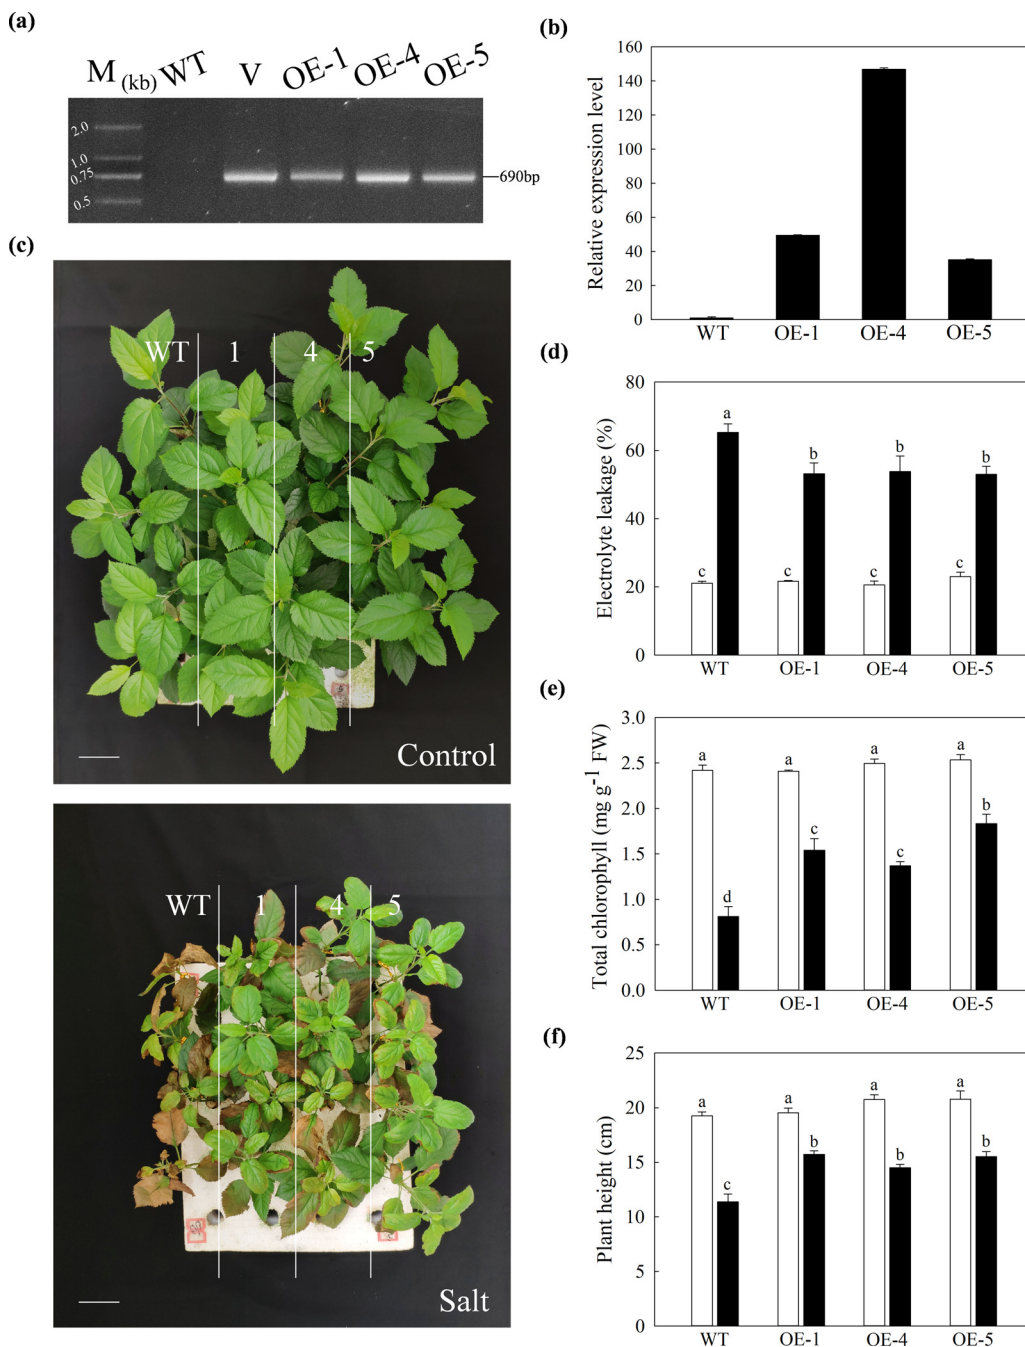 (a)
M (kb) WT V OE-1 OE-4 OE-5
2.0
1.0
0.75
0.5
690bp
(b)
Relative expression level
160
140
120
100
80
60
40
20
0
WT OE-1 OE-4 OE-5
(c)
WT 1 4 5
Control
WT 1 4 5
Salt
(d)
Electrolyte leakage (%)
80
60
40
20
0
c a c b c b c b
WT OE-1 OE-4 OE-5
(e)
Total chlorophyll (mg g-1 FW)
3.0
2.5
2.0
1.5
1.0
0.5
0.0
a d a c a c a b
WT OE-1 OE-4 OE-5
(f)
Plant height (cm)
25
20
15
10
5
0
a c a b a b a b
WT OE-1 OE-4 OE-5